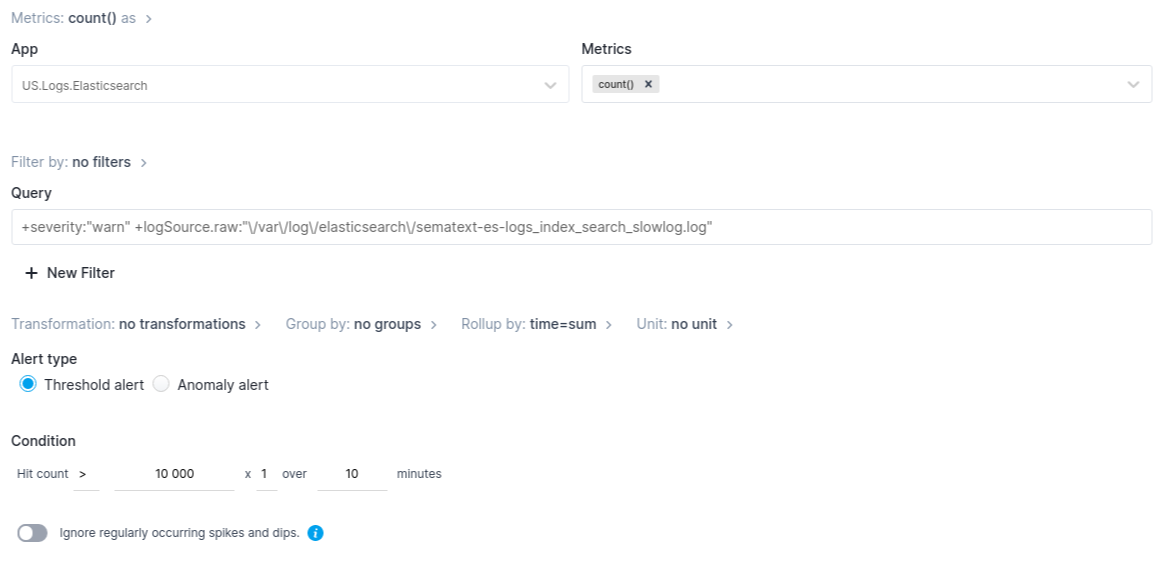 Metrics: count() as
App
Metrics
US.Logs.Elasticsearch
count()
Filter by: no filters
Query
+severity:"warn" +logSource.raw:"\/var\/log\/elasticsearch\/sematext-es-logs_index_search_slowlog.log"
+ New Filter
Transformation: no transformations Group by: no groups Rollup by: time=sum Unit: no unit
Alert type
Threshold alert Anomaly alert
Condition
Hit count > 10 000 x 1 over 10 minutes
Ignore regularly occurring spikes and dips.